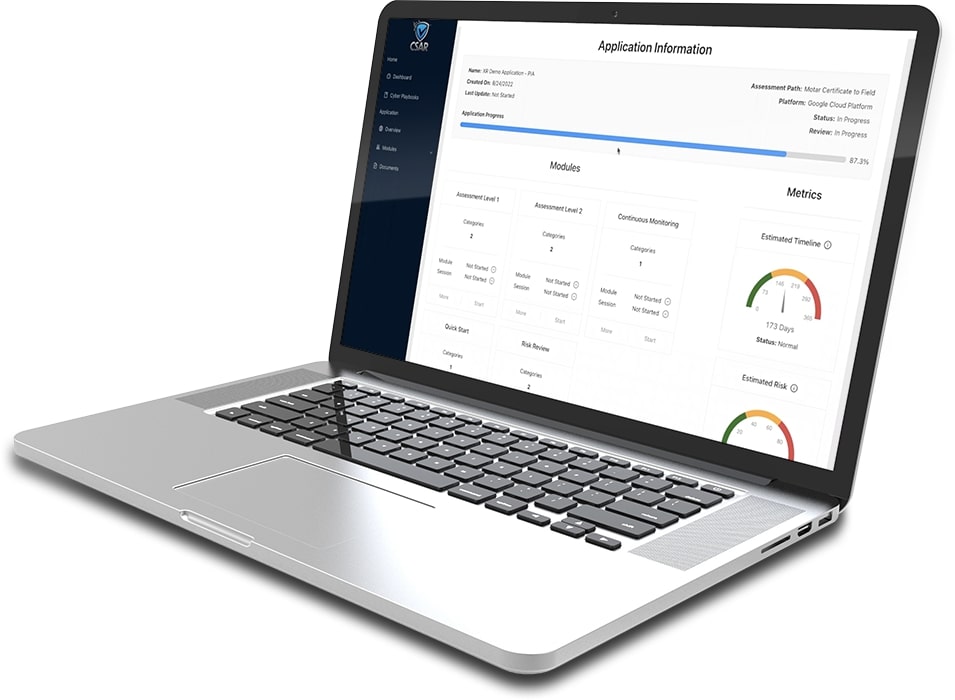 CSAR
Home
Dashboard
Cyber Playbooks
Application
Overview
Modules
Documents
Application Information
Name: XR Demo Application - PIA
Created On: 8/24/2022
Last Update: Not Started
Assessment Path: Motar Certificate to Field
Platform: Google Cloud Platform
Status: In Progress
Review: In Progress
Application Progress
87.3%
Modules
Assessment Level 1
Categories
2
Module Not Started
Session Not Started
More Start
Assessment Level 2
Categories
2
Module Not Started
Session Not Started
More Start
Continuous Monitoring
Categories
1
Module Not Started
Session Not Started
More Start
Quick Start
Categories
1
Risk Review
Categories
2
Metrics
Estimated Timeline
0 73 146 219 292 365
173 Days
Status: Normal
Estimated Risk
20 40 60 80